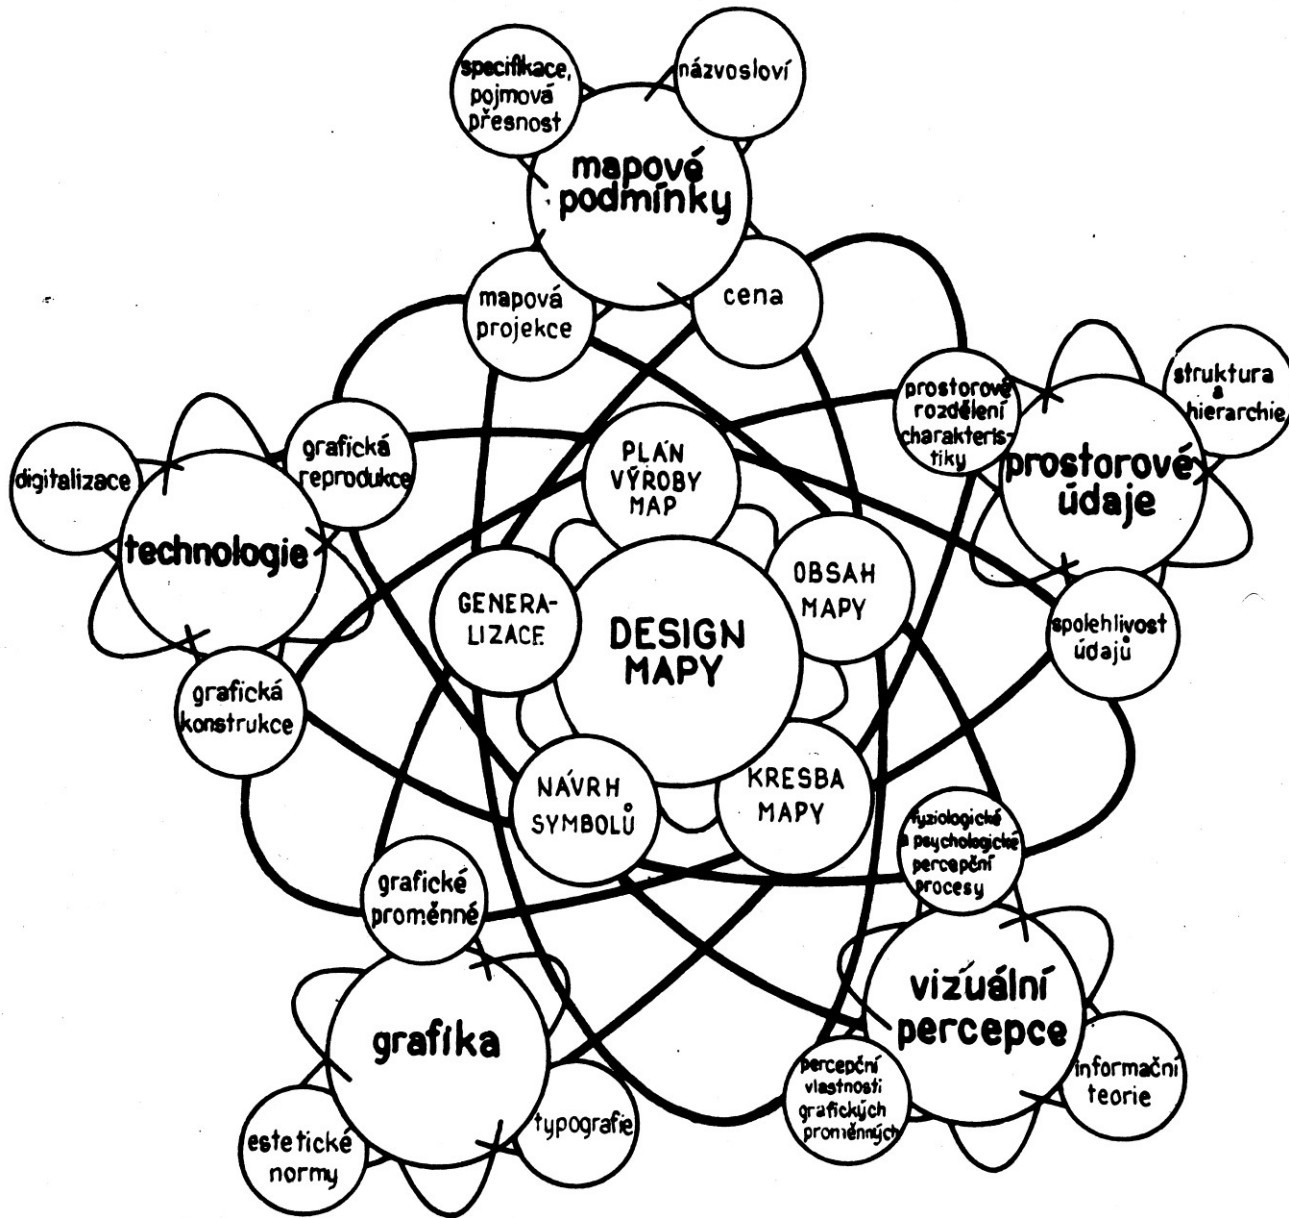 specifikace,
pojmová
přesnost
názvosloví
mapové
podmínky
mapová
projekce
cena
prostorové
rozdělení
charakteris-
tiky
struktura
a
hierarchie
prostorové
údaje
spolehlivost
údajů
digitalizace
grafická
reprodukce
technologie
grafická
konstrukce
PLÁN
VÝROBY
MAP
GENERA-
LIZACE
OBSAH
MAPY
DESIGN
MAPY
NÁVRH
SYMBOLŮ
KRESBA
MAPY
grafické
proměnné
grafika
estetické
normy
typografie
fyziologické
a psychologické
percepční
procesy
vizuální
percepce
percepční
vlastnosti
grafických
proměnných
informační
teorie